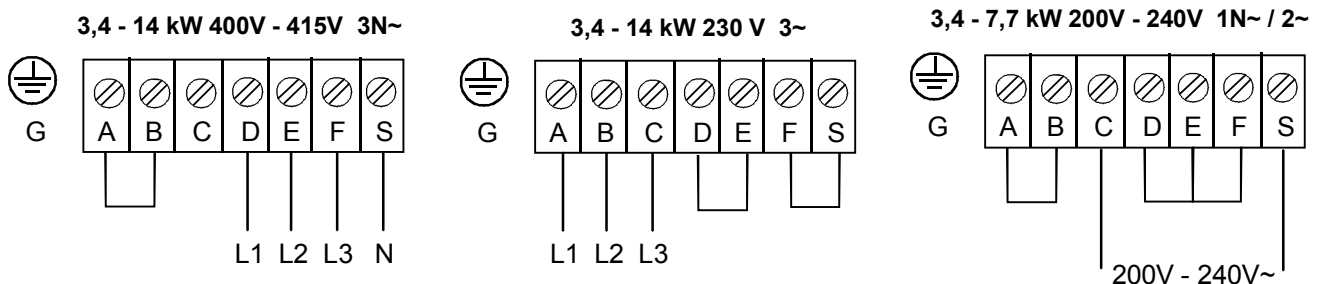 3,4 - 14 kW 400V - 415V 3N~
G A B C D E F S
L1 L2 L3 N
3,4 - 14 kW 230 V 3~
G A B C D E F S
L1 L2 L3
3,4 - 7,7 kW 200V - 240V 1N~ / 2~
G A B C D E F S
200V - 240V~